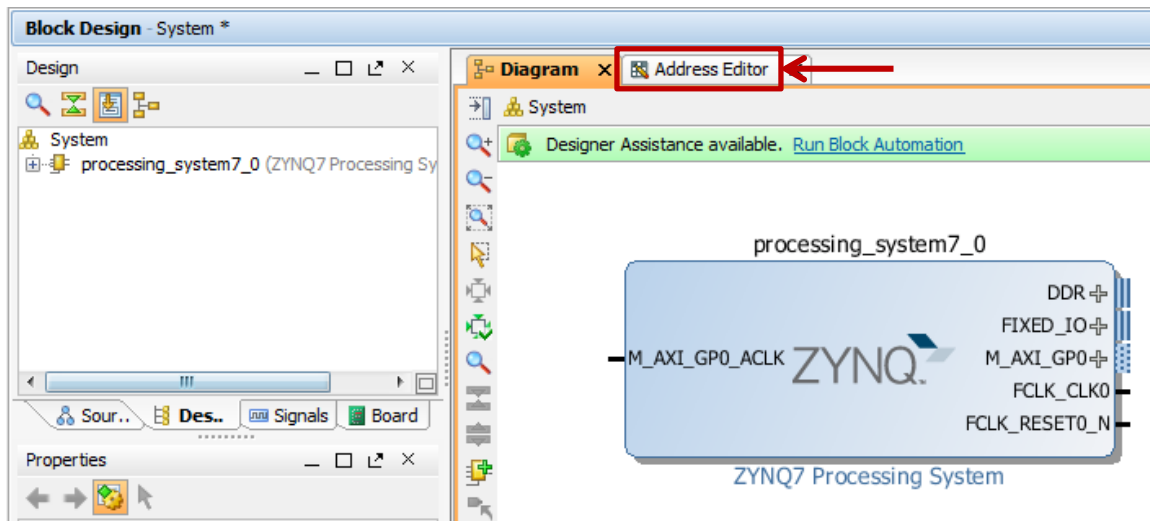 Block Design - System *
Design
System
processing_system7_0 (ZYNQ7 Processing Sy
Sour..
Des..
Signals
Board
Properties
Diagram
Address Editor
System
Designer Assistance available. Run Block Automation
processing_system7_0
DDR
FIXED_IO
M_AXI_GP0_ACLK
ZYNQ
M_AXI_GP0
FCLK_CLK0
FCLK_RESET0_N
ZYNQ7 Processing System